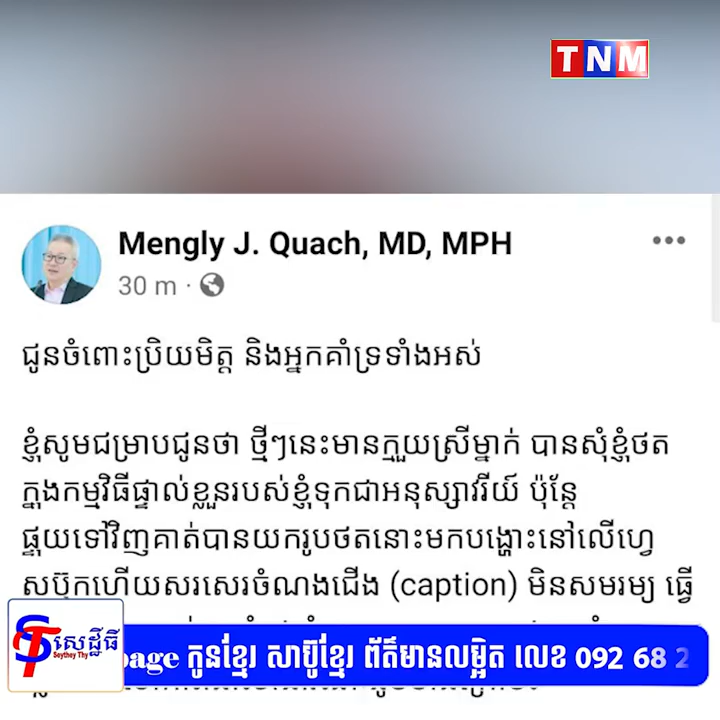 TNM
Mengly J. Quach, MD, MPH
30 m ·
ជូនចំពោះប្រិយមិត្ត និងអ្នកគាំទ្រទាំងអស់
ខ្ញុំសូមជម្រាបជូនថា ថ្មីៗនេះមានក្មួយស្រីម្នាក់ បានសុំខ្ញុំថត
ក្នុងកម្មវិធីផ្ទាល់ខ្លួនរបស់ខ្ញុំទុកជាអនុស្សាវរីយ៍ ប៉ុន្តែ
ផ្ទុយទៅវិញគាត់បានយករូបថតនោះមកបង្ហោះនៅលើហ្វេ
សប៊ុកហើយសរសេរចំណងជើង (caption) មិនសមរម្យ ធ្វើ
ST សេដ្ឋីធី
Seythey Thy
page កូនខ្មែរ សាប៊ូខ្មែរ ព័ត៌មានលម្អិត លេខ 092 68 2